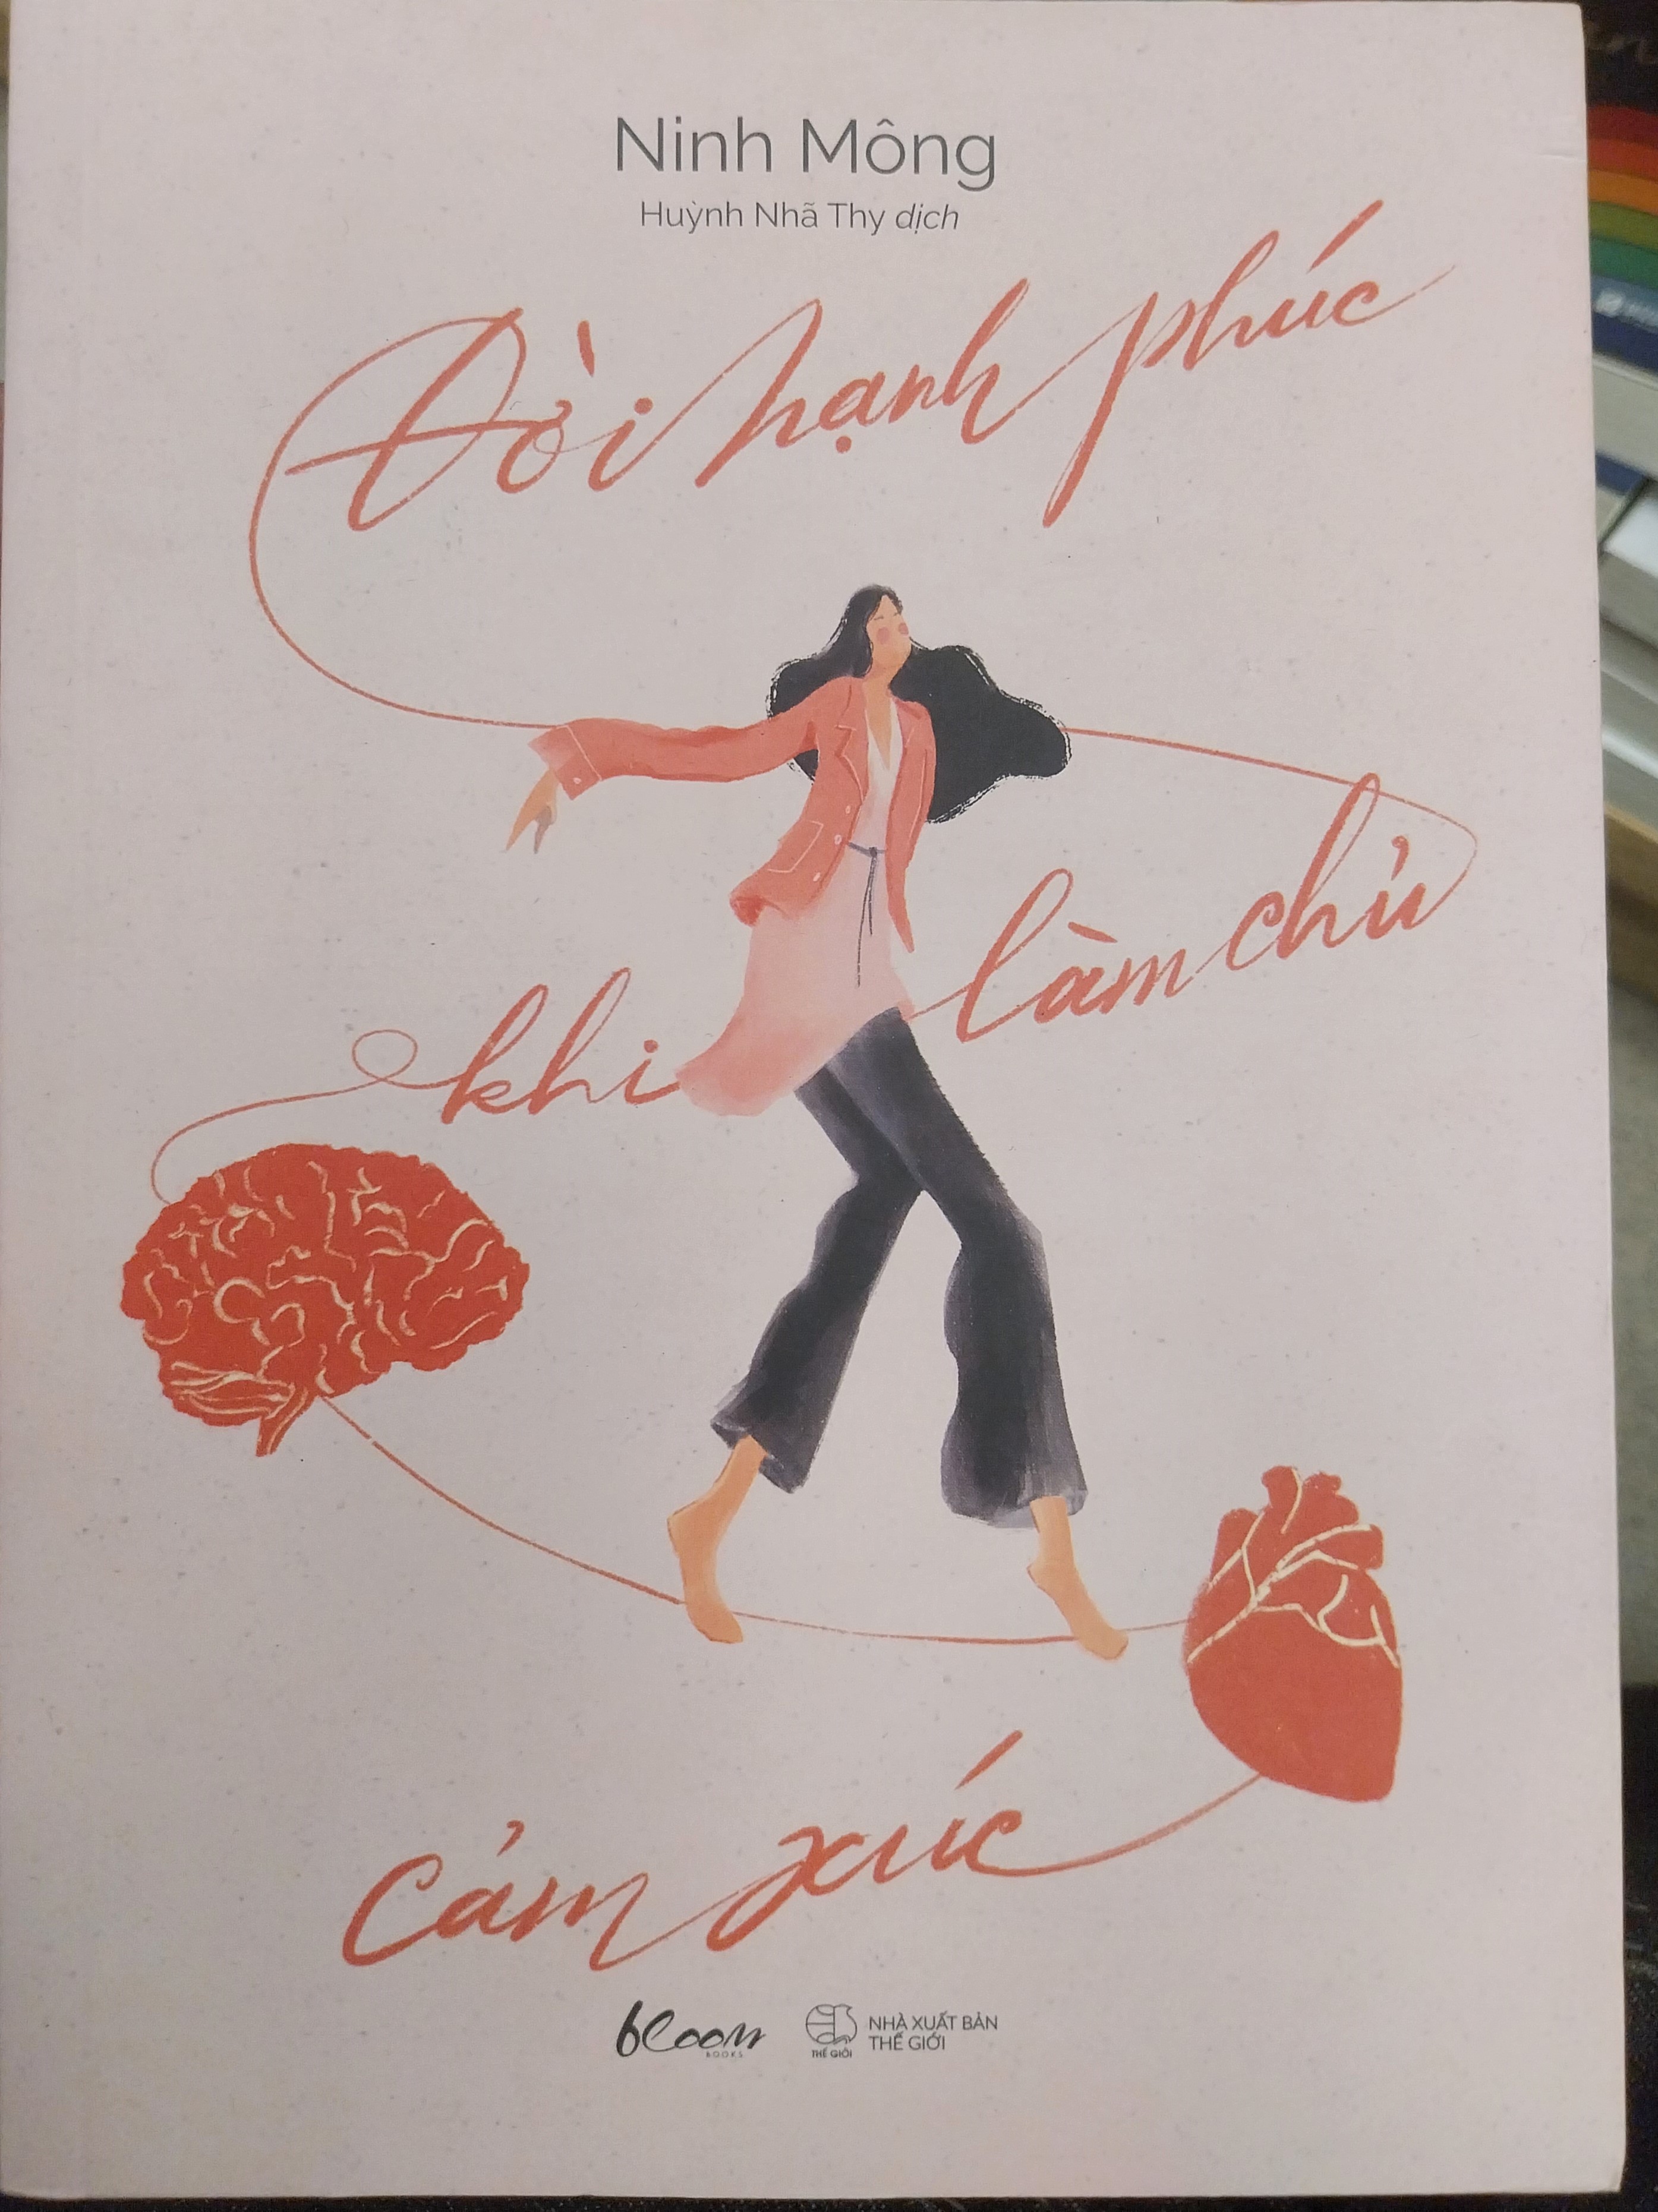 Ninh Mông
Huỳnh Nhã Thy dịch
Đời hạnh phúc
khi làm chủ
cảm xúc
bloom
BOOKS
THẾ GIỚI
NHÀ XUẤT BẢN
THẾ GIỚI